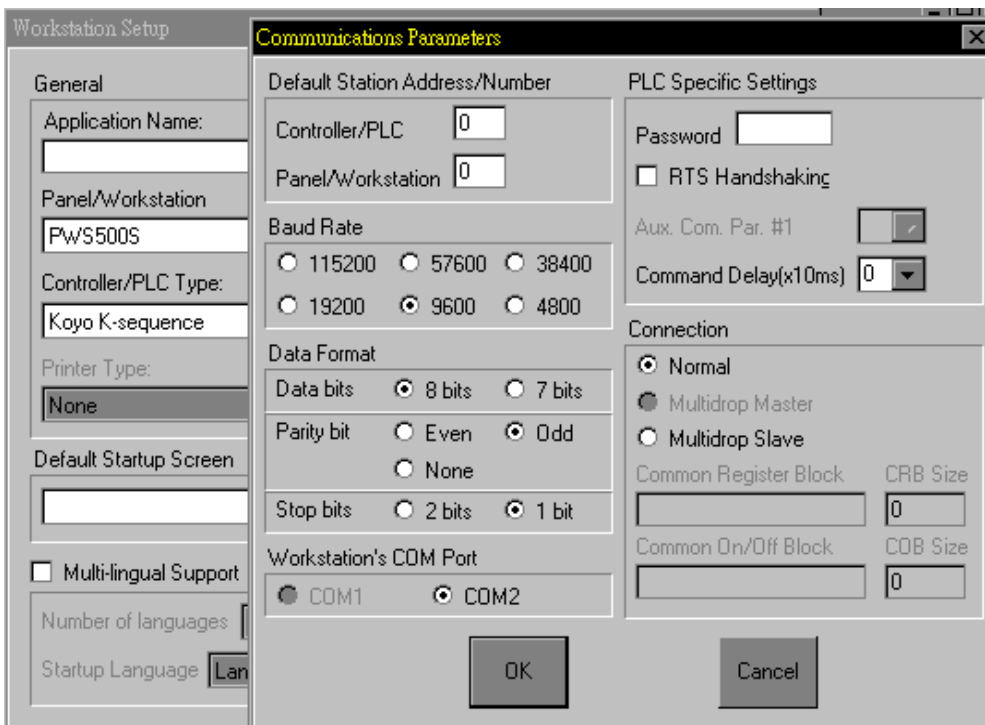 Workstation Setup
General
Application Name:
Panel/Workstation
PWS500S
Controller/PLC Type:
Koyo K-sequence
Printer Type:
None
Default Startup Screen
Multi-lingual Support
Number of languages
Startup Language
Lan
Communications Parameters
Default Station Address/Number
Controller/PLC 0
Panel/Workstation 0
Baud Rate
115200 57600 38400
19200 9600 4800
Data Format
Data bits 8 bits 7 bits
Parity bit Even Odd
None
Stop bits 2 bits 1 bit
Workstation's COM Port
COM1 COM2
PLC Specific Settings
Password
RTS Handshaking
Aux. Com. Par. #1
Command Delay(x10ms) 0
Connection
Normal
Multidrop Master
Multidrop Slave
Common Register Block CRB Size
0
Common On/Off Block COB Size
0
OK Cancel